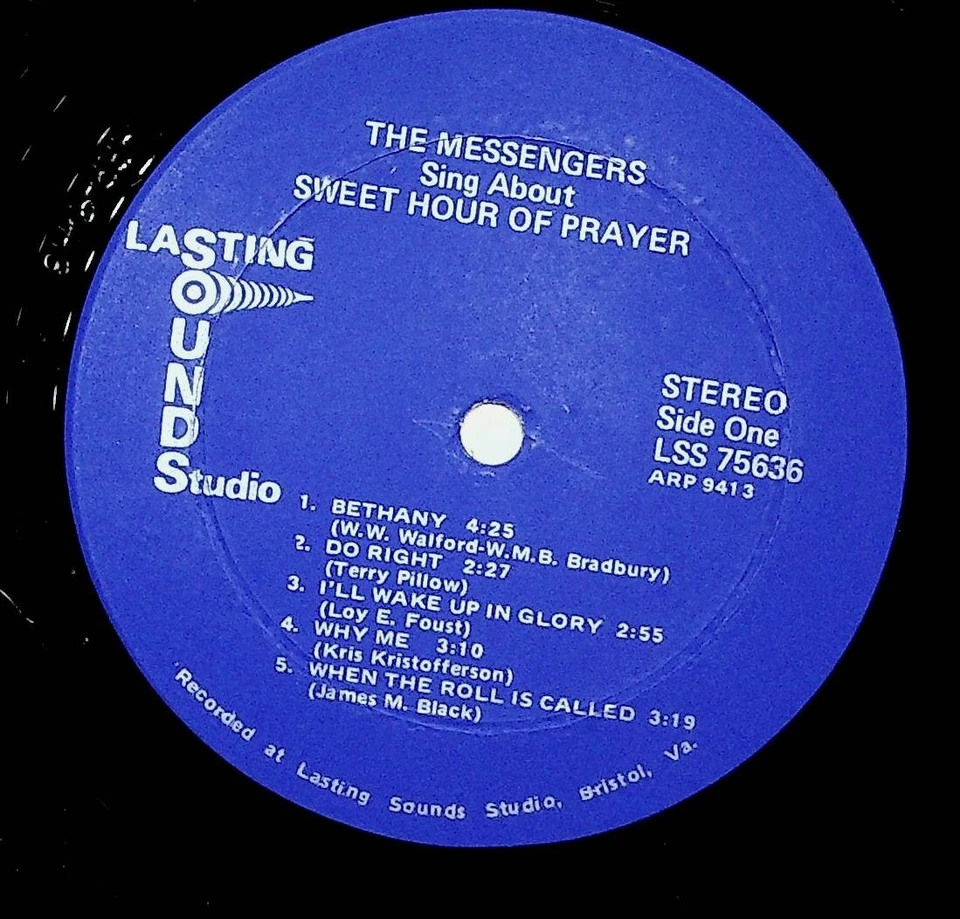 THE MESSENGERS
Sing About
SWEET HOUR OF PRAYER
LASTING
SOUNDS
Studio
STEREO
Side One
LSS 75636
ARP 9413
1. BETHANY 4:25
(W.W. Walford-W.M.B. Bradbury)
2. DO RIGHT 2:27
(Terry Pillow)
3. I'LL WAKE UP IN GLORY 2:55
(Loy E. Foust)
4. WHY ME 3:10
(Kris Kristofferson)
5. WHEN THE ROLL IS CALLED 3:19
(James M. Black)
Recorded at Lasting Sounds Studio, Bristol, Va.